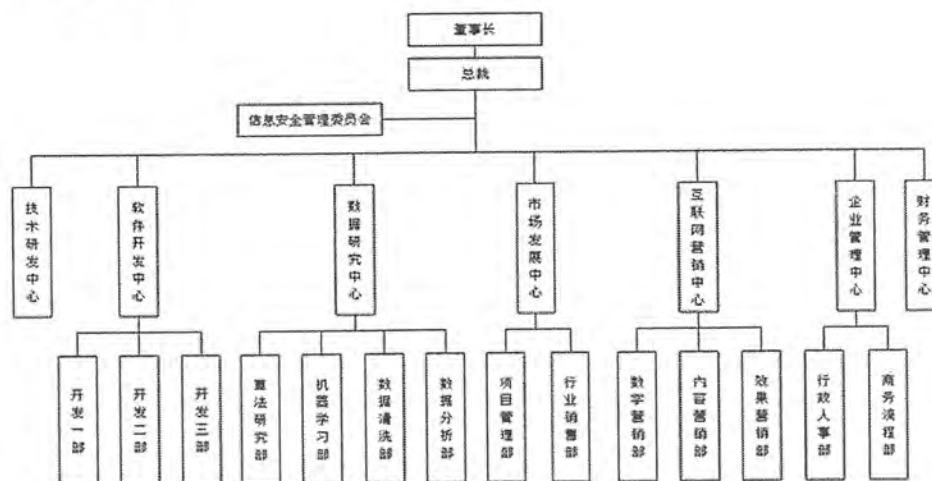 董事长
总裁
信息安全管理委员会
技术研发中心
软件开发中心
数据研究中心
市场发展中心
互联网营销中心
企业管理中心
财务管理中心
开发一部
开发二部
开发三部
算法研究部
机器学习部
数据清洗部
数据分析部
项目管理部
行业销售部
数字营销部
内容营销部
效果营销部
行政人事部
商务流程部